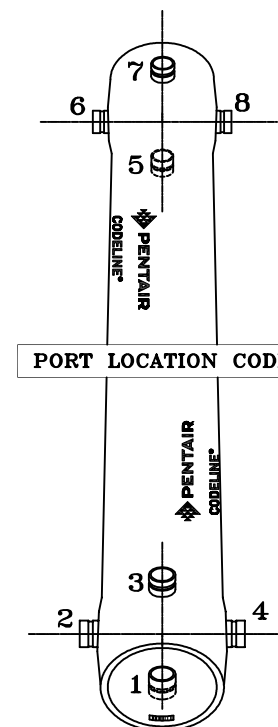 7
6 8
5
CODELINE®
PENTAIR
PORT LOCATION COD
PENTAIR
CODELINE®
3
2 4
1